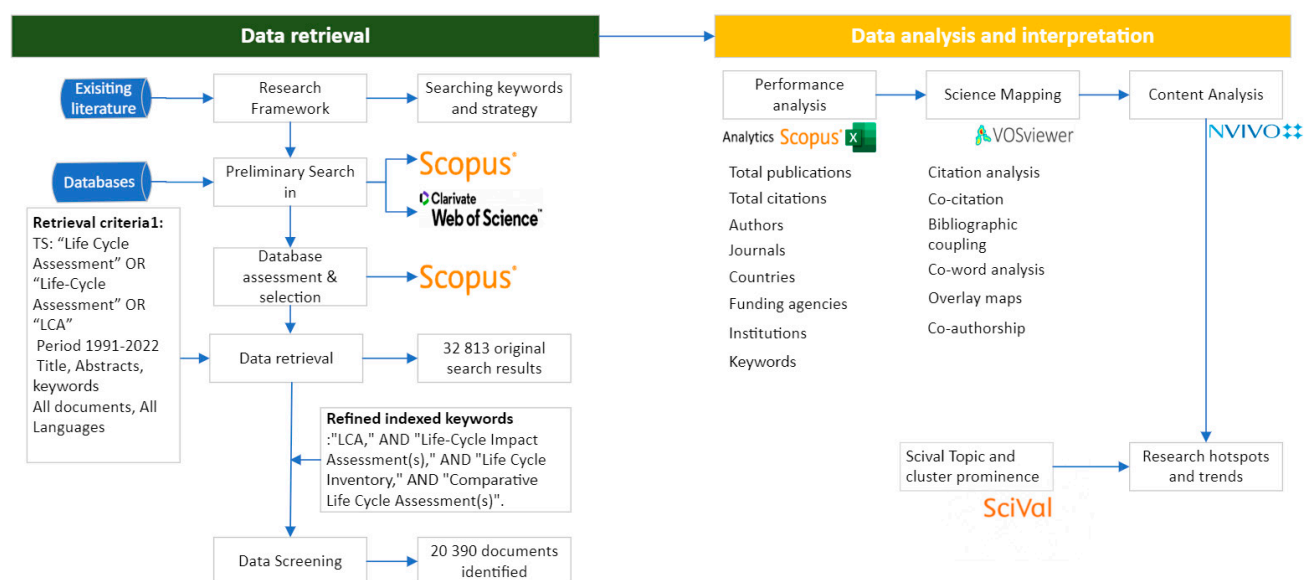 Data retrieval
Exisiting
literature
Research
Framework
Searching keywords
and strategy
Databases
Preliminary Search
in
Scopus®
Clarivate
Web of Science™
Retrieval criteria1:
TS: “Life Cycle
Assessment” OR
“Life-Cycle
Assessment” OR
“LCA”
Period 1991-2022
Title, Abstracts,
keywords
All documents, All
Languages
Database
assessment &
selection
Scopus®
Data retrieval
32 813 original
search results
Refined indexed keywords
:"LCA," AND "Life-Cycle Impact
Assessment(s)," AND "Life Cycle
Inventory," AND "Comparative
Life Cycle Assessment(s)".
Data Screening
20 390 documents
identified
Data analysis and interpretation
Performance
analysis
Science Mapping
Content Analysis
Analytics Scopus® X
VOSviewer
NVIVO
Total publications
Total citations
Authors
Journals
Countries
Funding agencies
Institutions
Keywords
Citation analysis
Co-citation
Bibliographic
coupling
Co-word analysis
Overlay maps
Co-authorship
Scival Topic and
cluster prominence
SciVal
Research hotspots
and trends